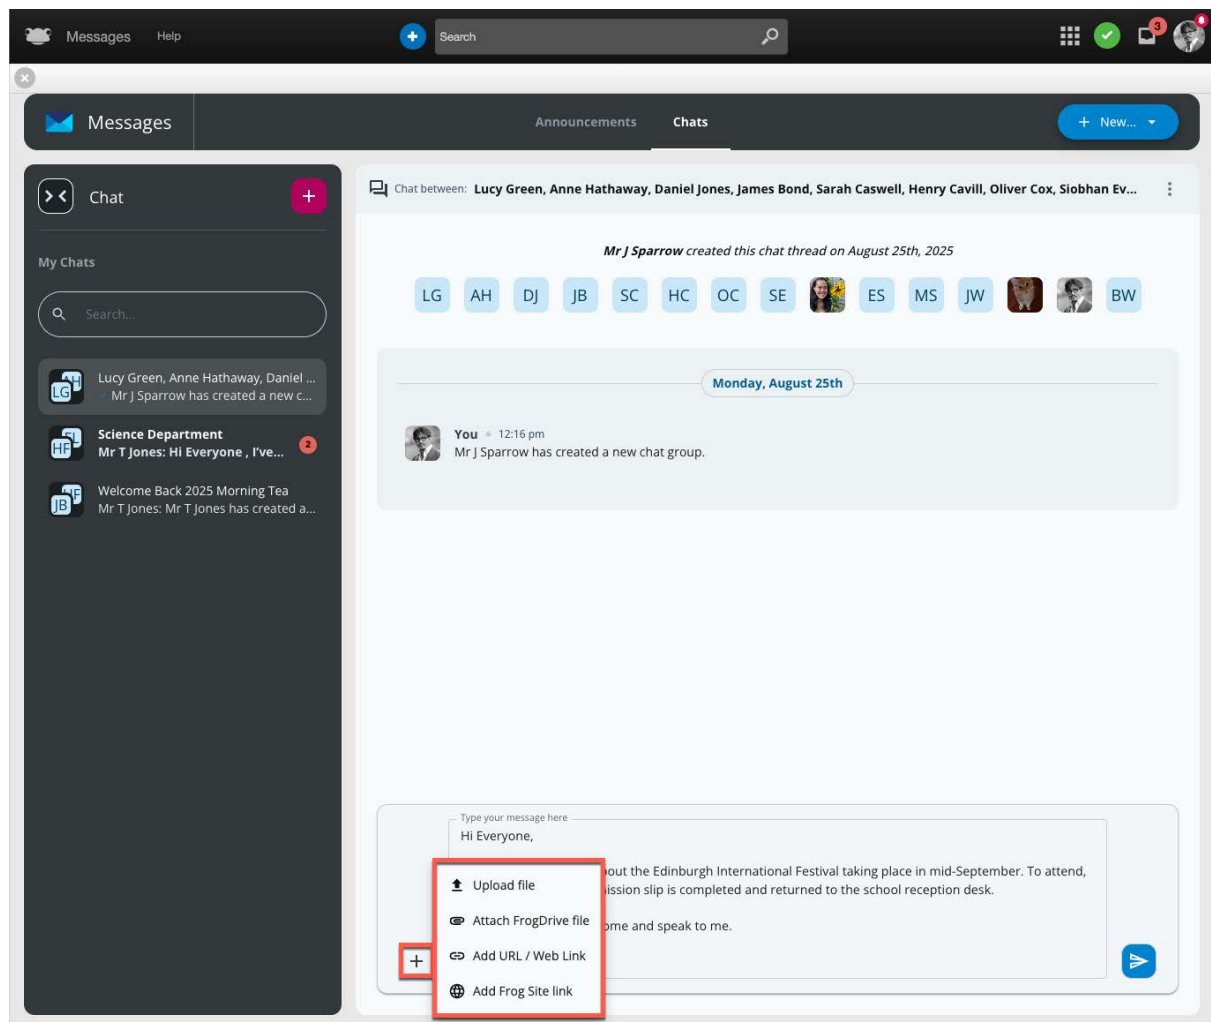 Messages Help Search 3
Messages Announcements Chats + New...
Chat +
My Chats
Search...
Lucy Green, Anne Hathaway, Daniel ...
Mr J Sparrow has created a new c...
LG
Science Department
Mr T Jones: Hi Everyone , I've...
HF
2
Welcome Back 2025 Morning Tea
Mr T Jones: Mr T Jones has created a...
JB
Chat between: Lucy Green, Anne Hathaway, Daniel Jones, James Bond, Sarah Caswell, Henry Cavill, Oliver Cox, Siobhan Ev...
Mr J Sparrow created this chat thread on August 25th, 2025
LG AH DJ JB SC HC OC SE ES MS JW BW
Monday, August 25th
You 12:16 pm
Mr J Sparrow has created a new chat group.
Type your message here
Hi Everyone,
out the Edinburgh International Festival taking place in mid-September. To attend,
ission slip is completed and returned to the school reception desk.
ome and speak to me.
Upload file
Attach FrogDrive file
Add URL / Web Link
Add Frog Site link
+